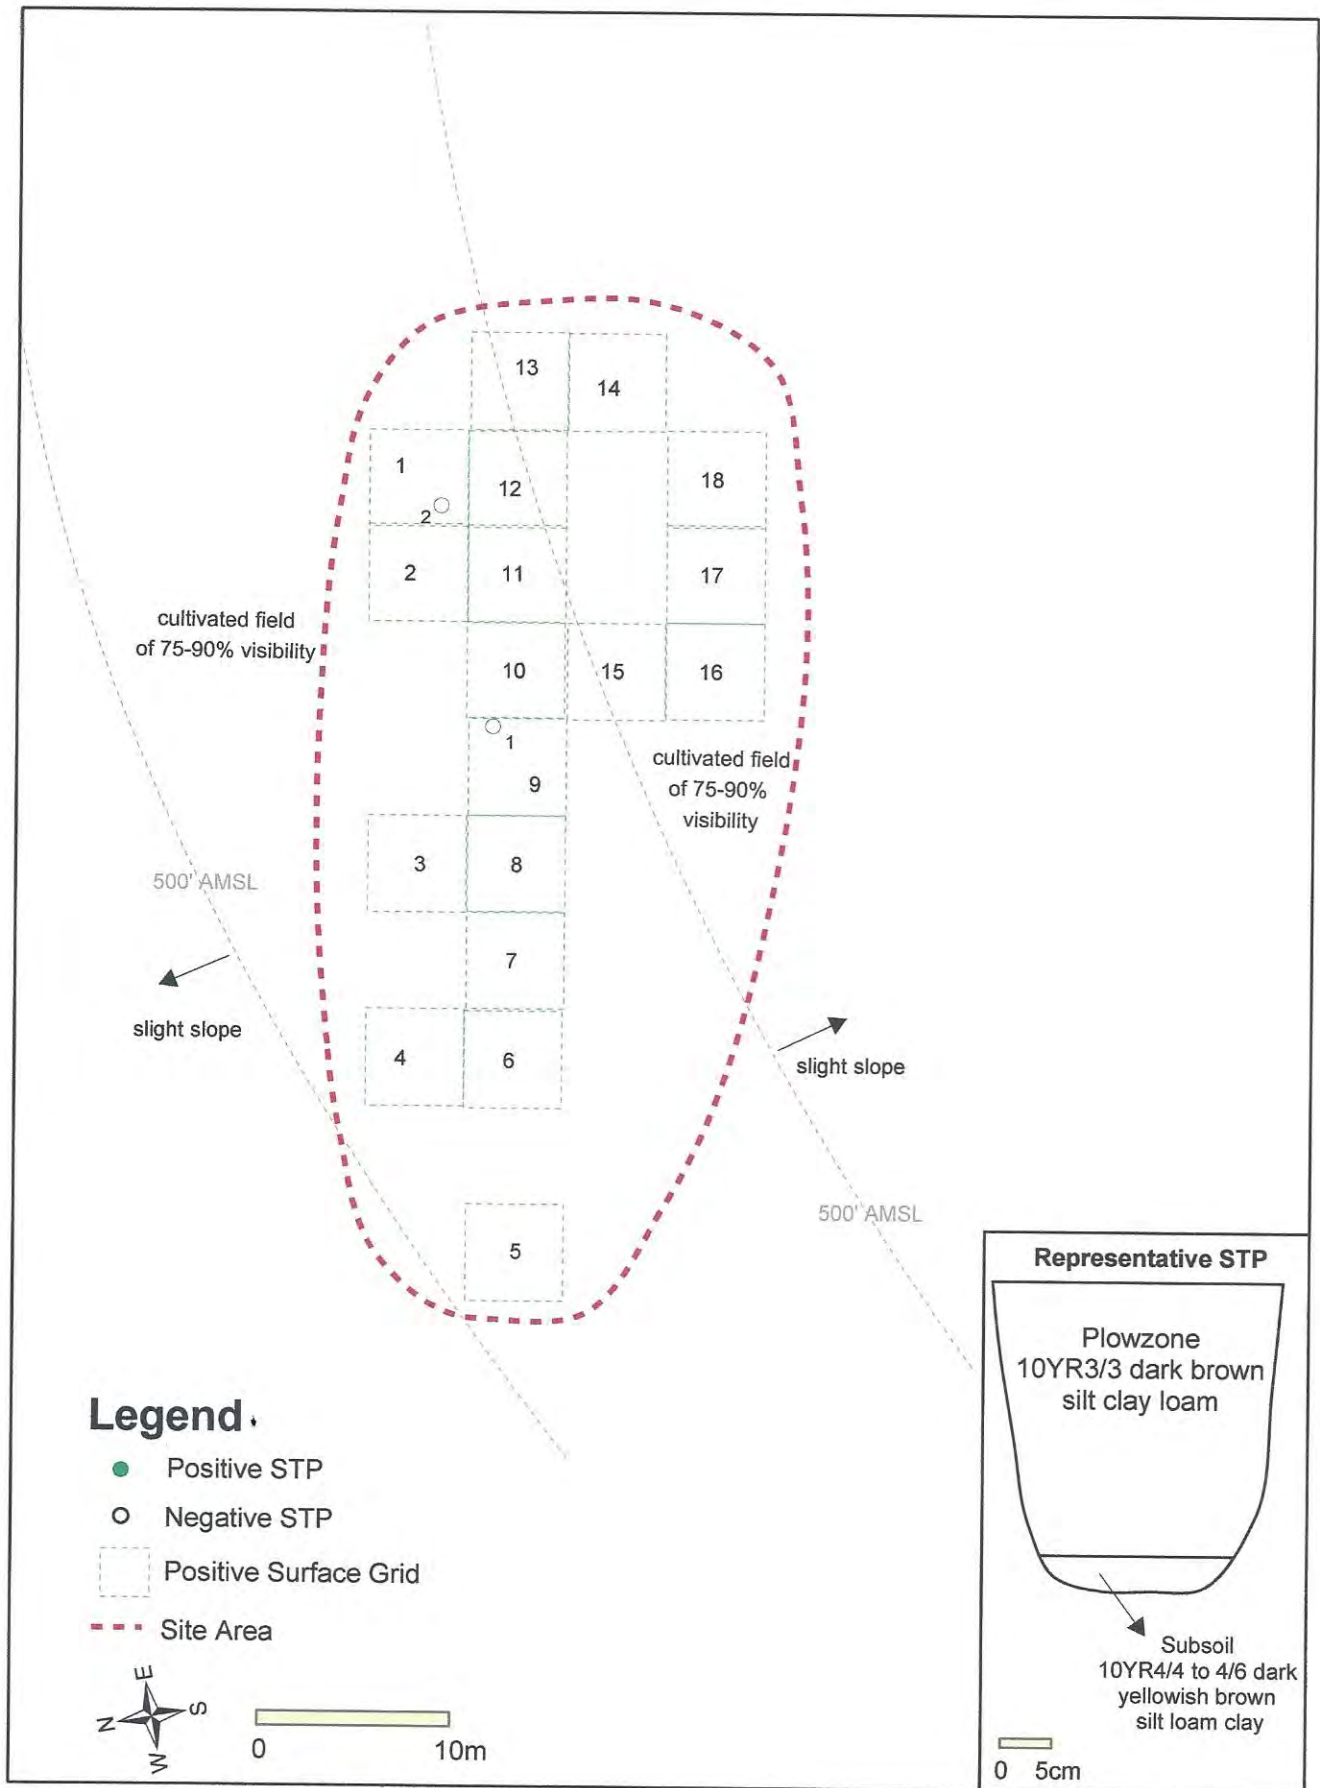 13
14
1
12
18
2
2
11
17
cultivated field
of 75-90% visibility
10
15
16
1
9
cultivated field
of 75-90%
visibility
3
8
500' AMSL
7
slight slope
4
6
slight slope
500' AMSL
5
Representative STP
Plowzone
10YR3/3 dark brown
silt clay loam
Subsoil
10YR4/4 to 4/6 dark
yellowish brown
silt loam clay
0 5cm
Legend
Positive STP
Negative STP
Positive Surface Grid
Site Area
E
N
S
W
0 10m